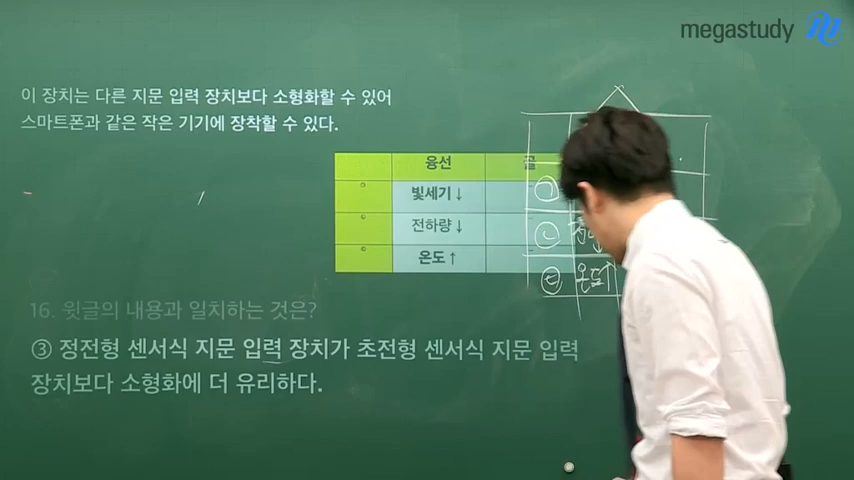 megastudy
이 장치는 다른 지문 입력 장치보다 소형화할 수 있어
스마트폰과 같은 작은 기기에 장착할 수 있다.
융선 골
빛세기↓ ㉠
전하량↓ ㉡
온도↑ ㉢ 온도↑
16. 윗글의 내용과 일치하는 것은?
③ 정전형 센서식 지문 입력 장치가 초전형 센서식 지문 입력
장치보다 소형화에 더 유리하다.